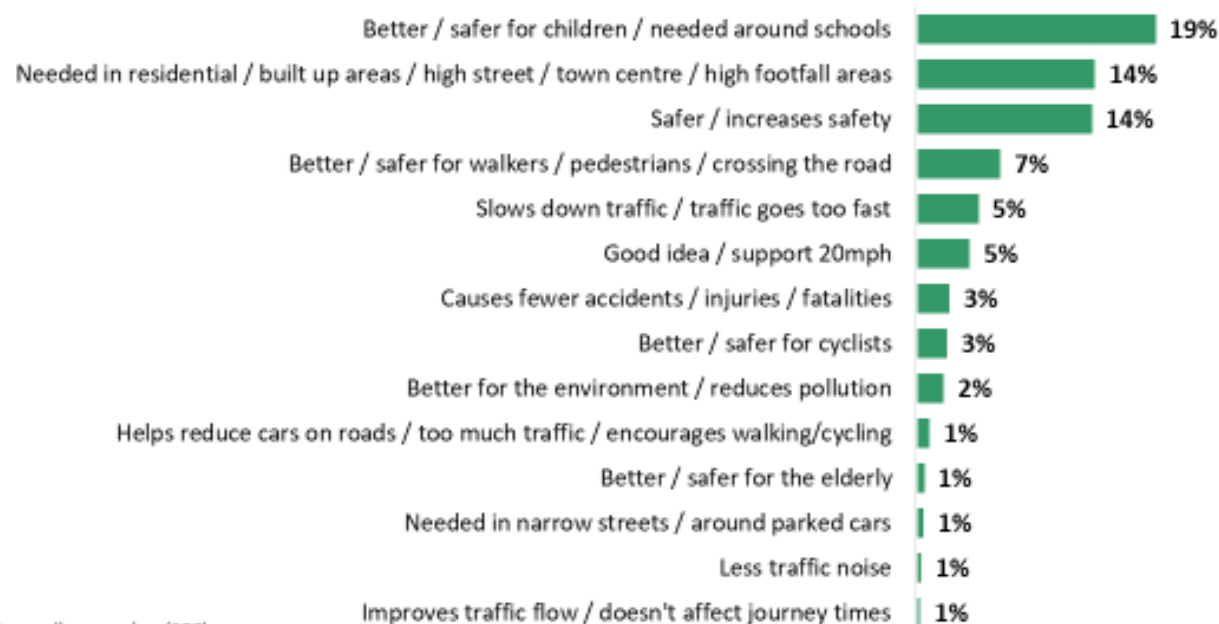 Better / safer for children / needed around schools 19%
Needed in residential / built up areas / high street / town centre / high footfall areas 14%
Safer / increases safety 14%
Better / safer for walkers / pedestrians / crossing the road 7%
Slows down traffic / traffic goes too fast 5%
Good idea / support 20mph 5%
Causes fewer accidents / injuries / fatalities 3%
Better / safer for cyclists 3%
Better for the environment / reduces pollution 2%
Helps reduce cars on roads / too much traffic / encourages walking/cycling 1%
Better / safer for the elderly 1%
Needed in narrow streets / around parked cars 1%
Less traffic noise 1%
Improves traffic flow / doesn't affect journey times 1%